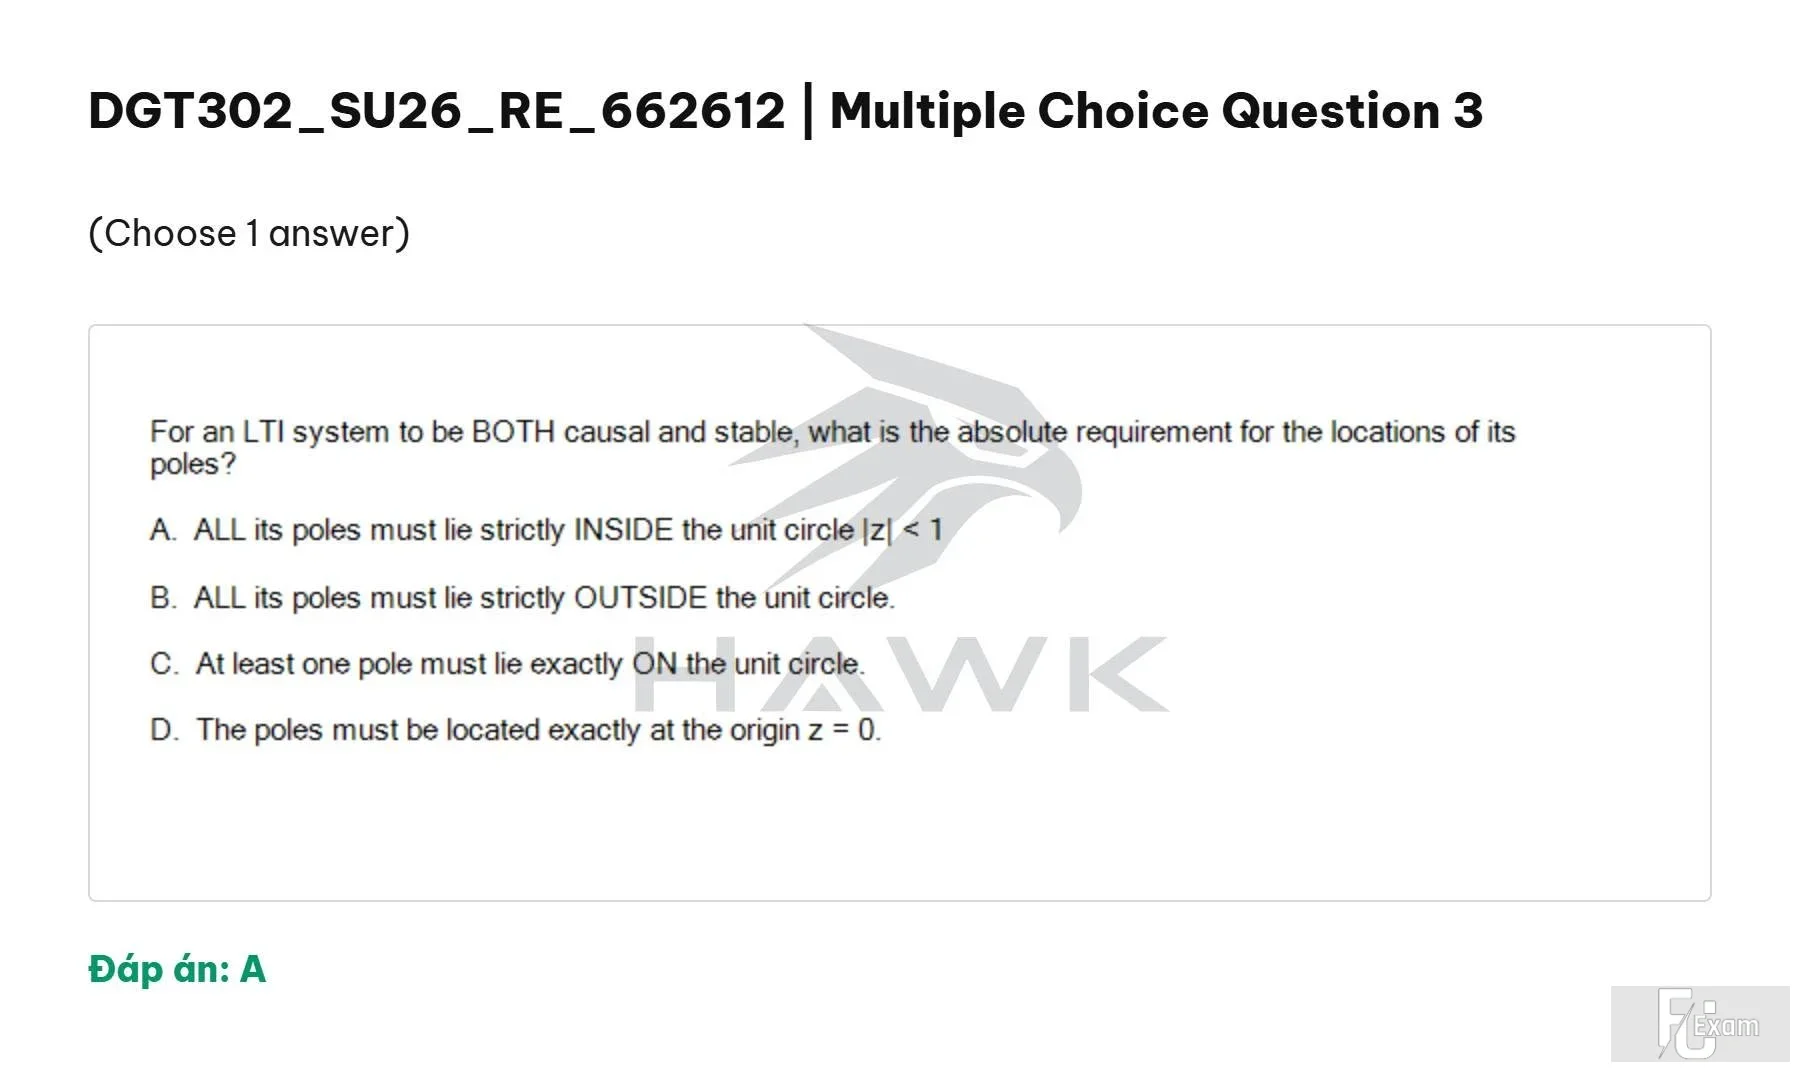 DGT302_SU26_RE_662612 | Multiple Choice Question 3
(Choose 1 answer)
For an LTI system to be BOTH causal and stable, what is the absolute requirement for the locations of its
poles?
A. ALL its poles must lie strictly INSIDE the unit circle |z| < 1
B. ALL its poles must lie strictly OUTSIDE the unit circle.
C. At least one pole must lie exactly ON the unit circle.
D. The poles must be located exactly at the origin z = 0.
HAWK
Đáp án: A
FU Exam